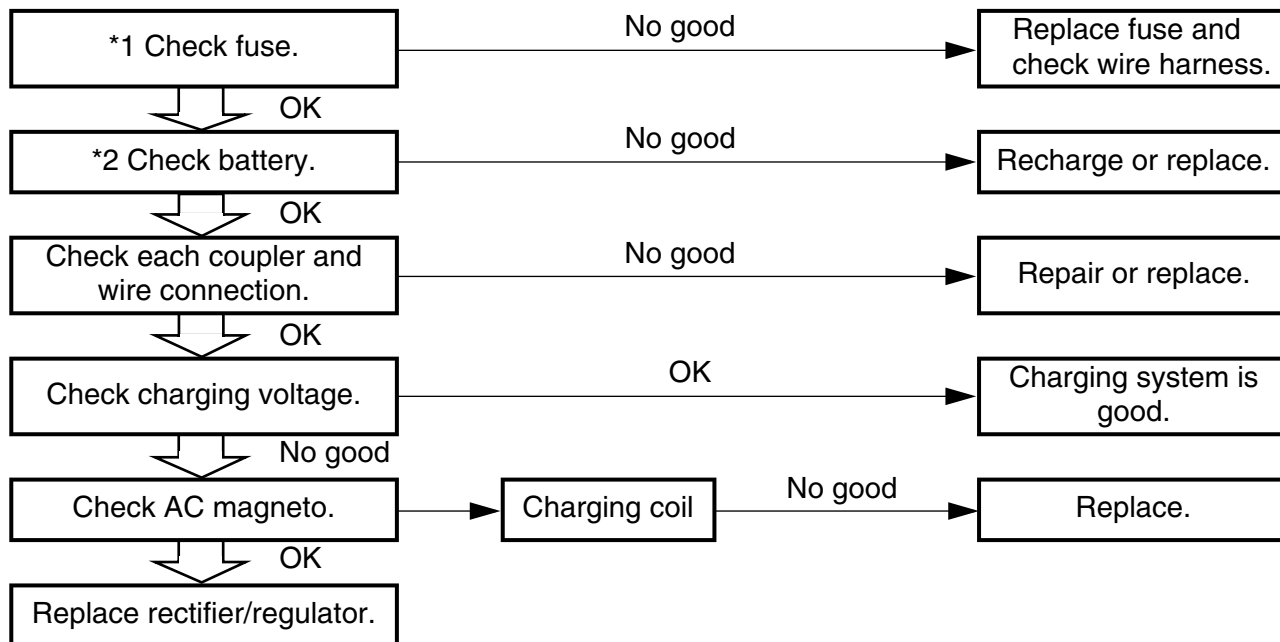 *1 Check fuse.
No good
Replace fuse and
check wire harness.
OK
*2 Check battery.
No good
Recharge or replace.
OK
Check each coupler and
wire connection.
No good
Repair or replace.
OK
Check charging voltage.
OK
Charging system is
good.
No good
Check AC magneto.
Charging coil
No good
Replace.
OK
Replace rectifier/regulator.